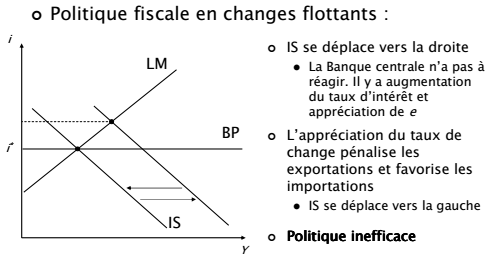 Politique fiscale en changes flottants :
i
LM
BP
i*
IS
Y
IS se déplace vers la droite
La Banque centrale n'a pas à
réagir. Il y a augmentation
du taux d'intérêt et
appréciation de e
L'appréciation du taux de
change pénalise les
exportations et favorise les
importations
IS se déplace vers la gauche
Politique inefficace